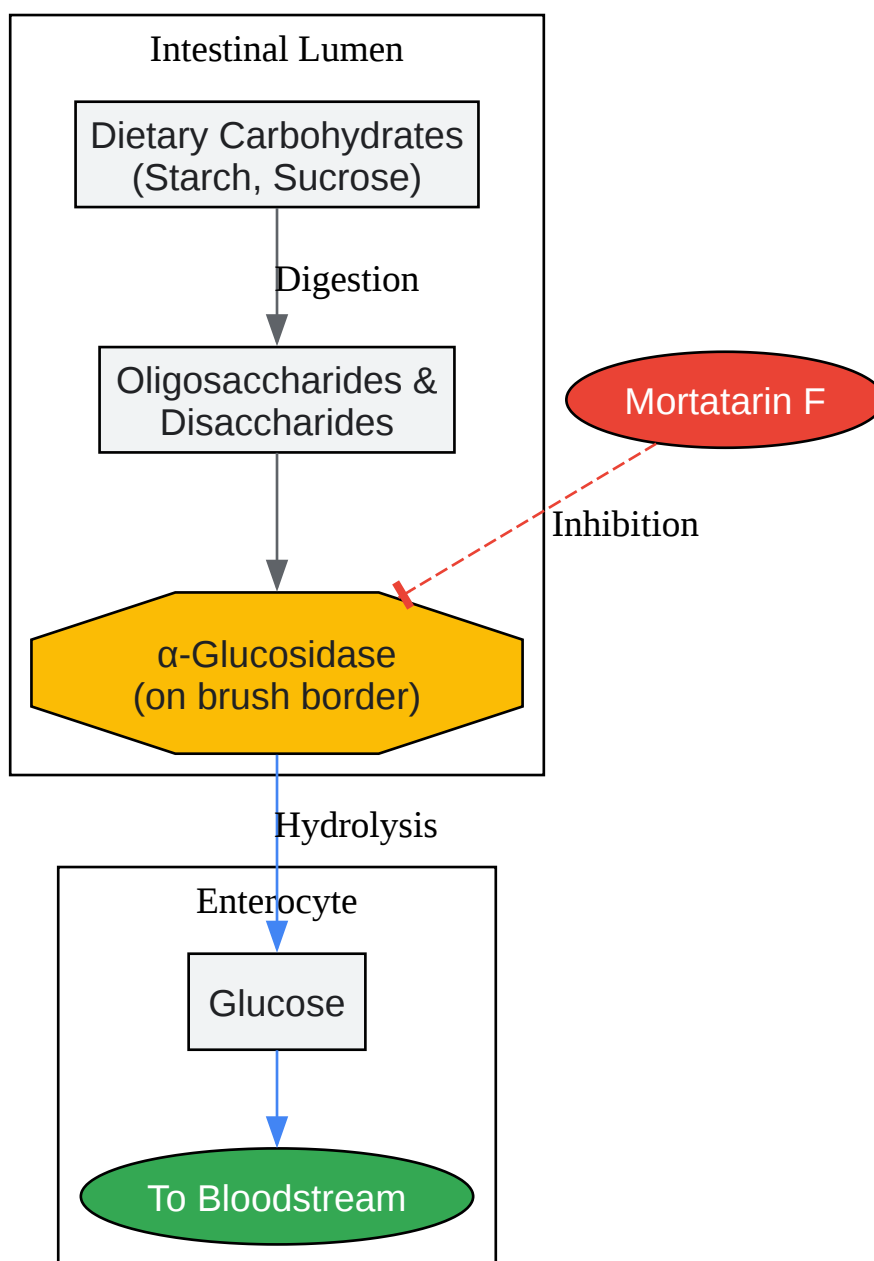 Intestinal Lumen
Dietary Carbohydrates
(Starch, Sucrose)
Digestion
Oligosaccharides &
Disaccharides
Mortatarin F
Inhibition
α-Glucosidase
(on brush border)
Hydrolysis
Enterocyte
Glucose
To Bloodstream